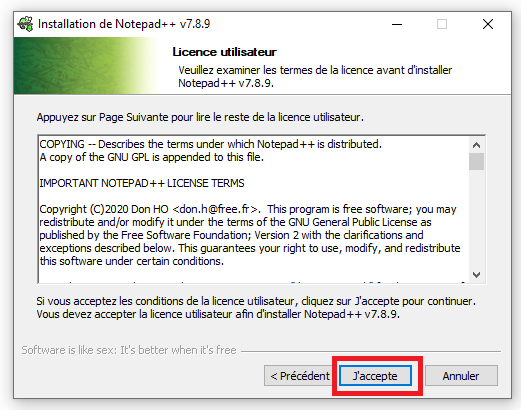 Installation de Notepad++ v7.8.9
Licence utilisateur
Veuillez examiner les termes de la licence avant d'installer
Notepad++ v7.8.9.
Appuyez sur Page Suivante pour lire le reste de la licence utilisateur.
COPYING -- Describes the terms under which Notepad++ is distributed.
A copy of the GNU GPL is appended to this file.
IMPORTANT NOTEPAD++ LICENSE TERMS
Copyright (C)2020 Don HO <don.h@free.fr>. This program is free software; you may
redistribute and/or modify it under the terms of the GNU General Public License as
published by the Free Software Foundation; Version 2 with the clarifications and
exceptions described below. This guarantees your right to use, modify, and redistribute
this software under certain conditions.
Si vous acceptez les conditions de la licence utilisateur, cliquez sur J'accepte pour continuer.
Vous devez accepter la licence utilisateur afin d'installer Notepad++ v7.8.9.
Software is like sex: It's better when it's free
< Précédent
J'accepte
Annuler